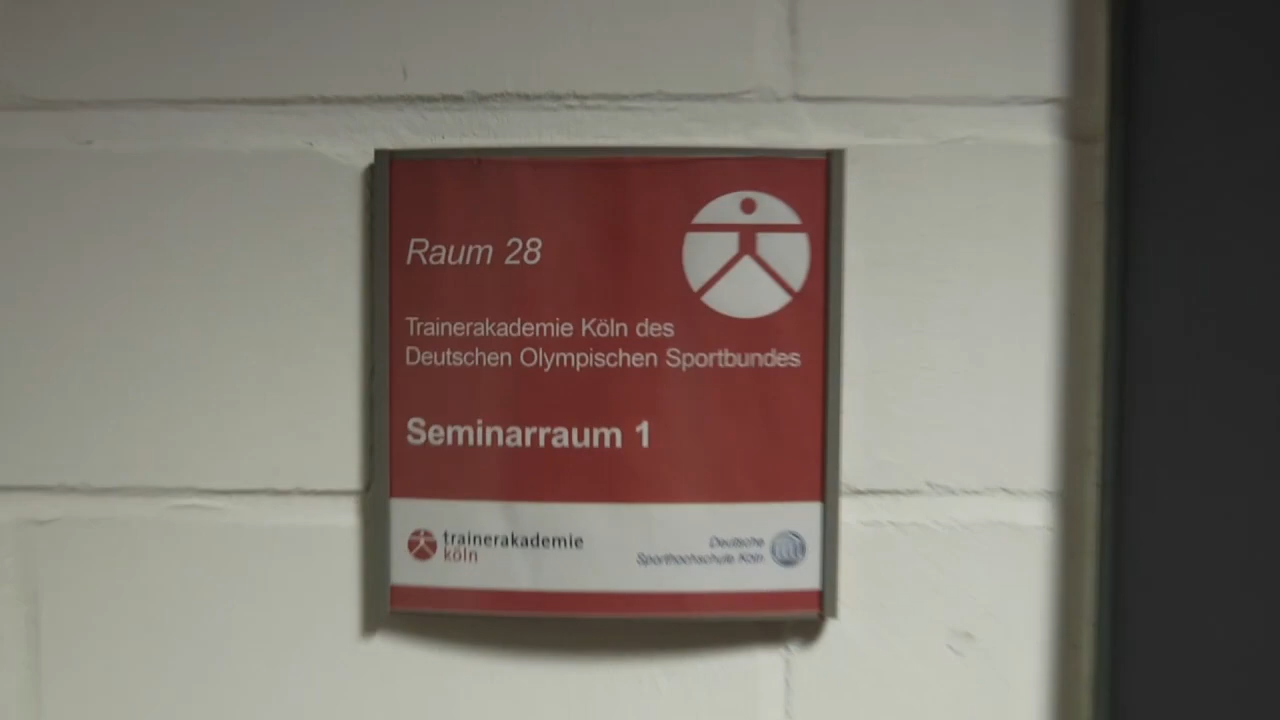 Raum 28
Trainerakademie Köln des
Deutschen Olympischen Sportbundes
Seminarraum 1
trainerakademie
köln
Deutsche
Sporthochschule Köln